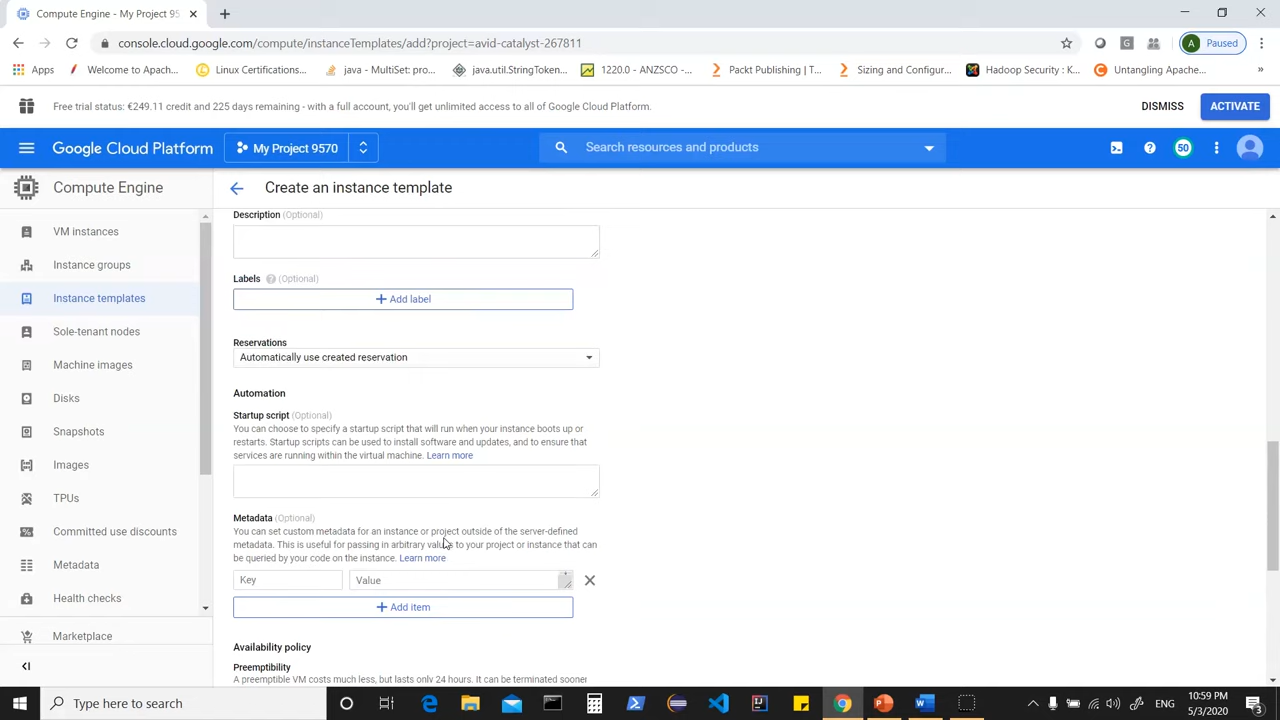 Compute Engine - My Project 95
console.cloud.google.com/compute/instanceTemplates/add?project=avid-catalyst-267811
A Paused
Apps Welcome to Apach... Linux Certifications... java - MultiSet: pro... java.util.StringToken... 1220.0 - ANZSCO -... Packt Publishing | T... Sizing and Configur... Hadoop Security : K... Untangling Apache... »
Free trial status: €249.11 credit and 225 days remaining - with a full account, you'll get unlimited access to all of Google Cloud Platform.
DISMISS ACTIVATE
Google Cloud Platform
My Project 9570
Search resources and products
50
Compute Engine
Create an instance template
VM instances
Instance groups
Instance templates
Sole-tenant nodes
Machine images
Disks
Snapshots
Images
TPUs
Committed use discounts
Metadata
Health checks
Marketplace
Description (Optional)
Labels (Optional)
+ Add label
Reservations
Automatically use created reservation
Automation
Startup script (Optional)
You can choose to specify a startup script that will run when your instance boots up or
restarts. Startup scripts can be used to install software and updates, and to ensure that
services are running within the virtual machine. Learn more
Metadata (Optional)
You can set custom metadata for an instance or project outside of the server-defined
metadata. This is useful for passing in arbitrary values to your project or instance that can
be queried by your code on the instance. Learn more
Key Value
+ Add item
Availability policy
Preemptibility
A preemptible VM costs much less, but lasts only 24 hours. It can be terminated sooner
Type here to search
ENG
10:59 PM
5/3/2020
3